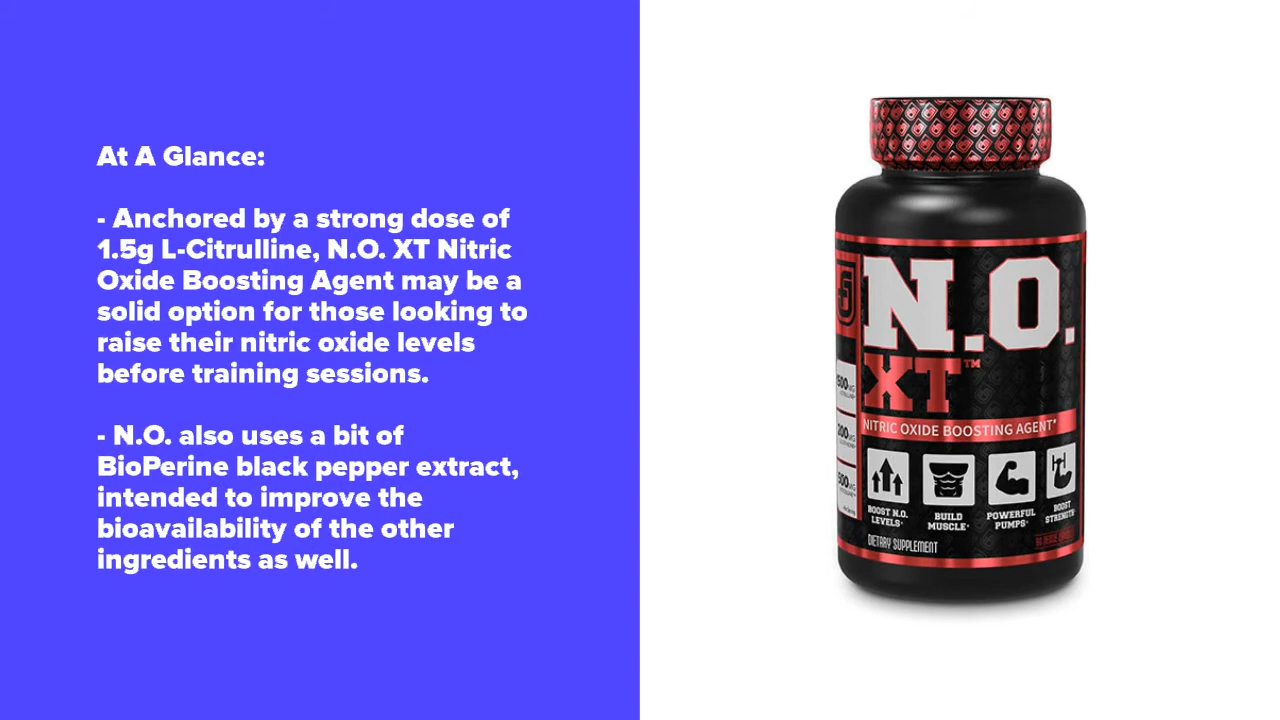 At A Glance:
- Anchored by a strong dose of
1.5g L-Citrulline, N.O. XT Nitric
Oxide Boosting Agent may be a
solid option for those looking to
raise their nitric oxide levels
before training sessions.
- N.O. also uses a bit of
BioPerine black pepper extract,
intended to improve the
bioavailability of the other
ingredients as well.
N.O.
XT™
NITRIC OXIDE BOOSTING AGENT*
BOOST N.O.
LEVELS*
BUILD
MUSCLE*
POWERFUL
PUMPS*
BOOST
STRENGTH*
DIETARY SUPPLEMENT